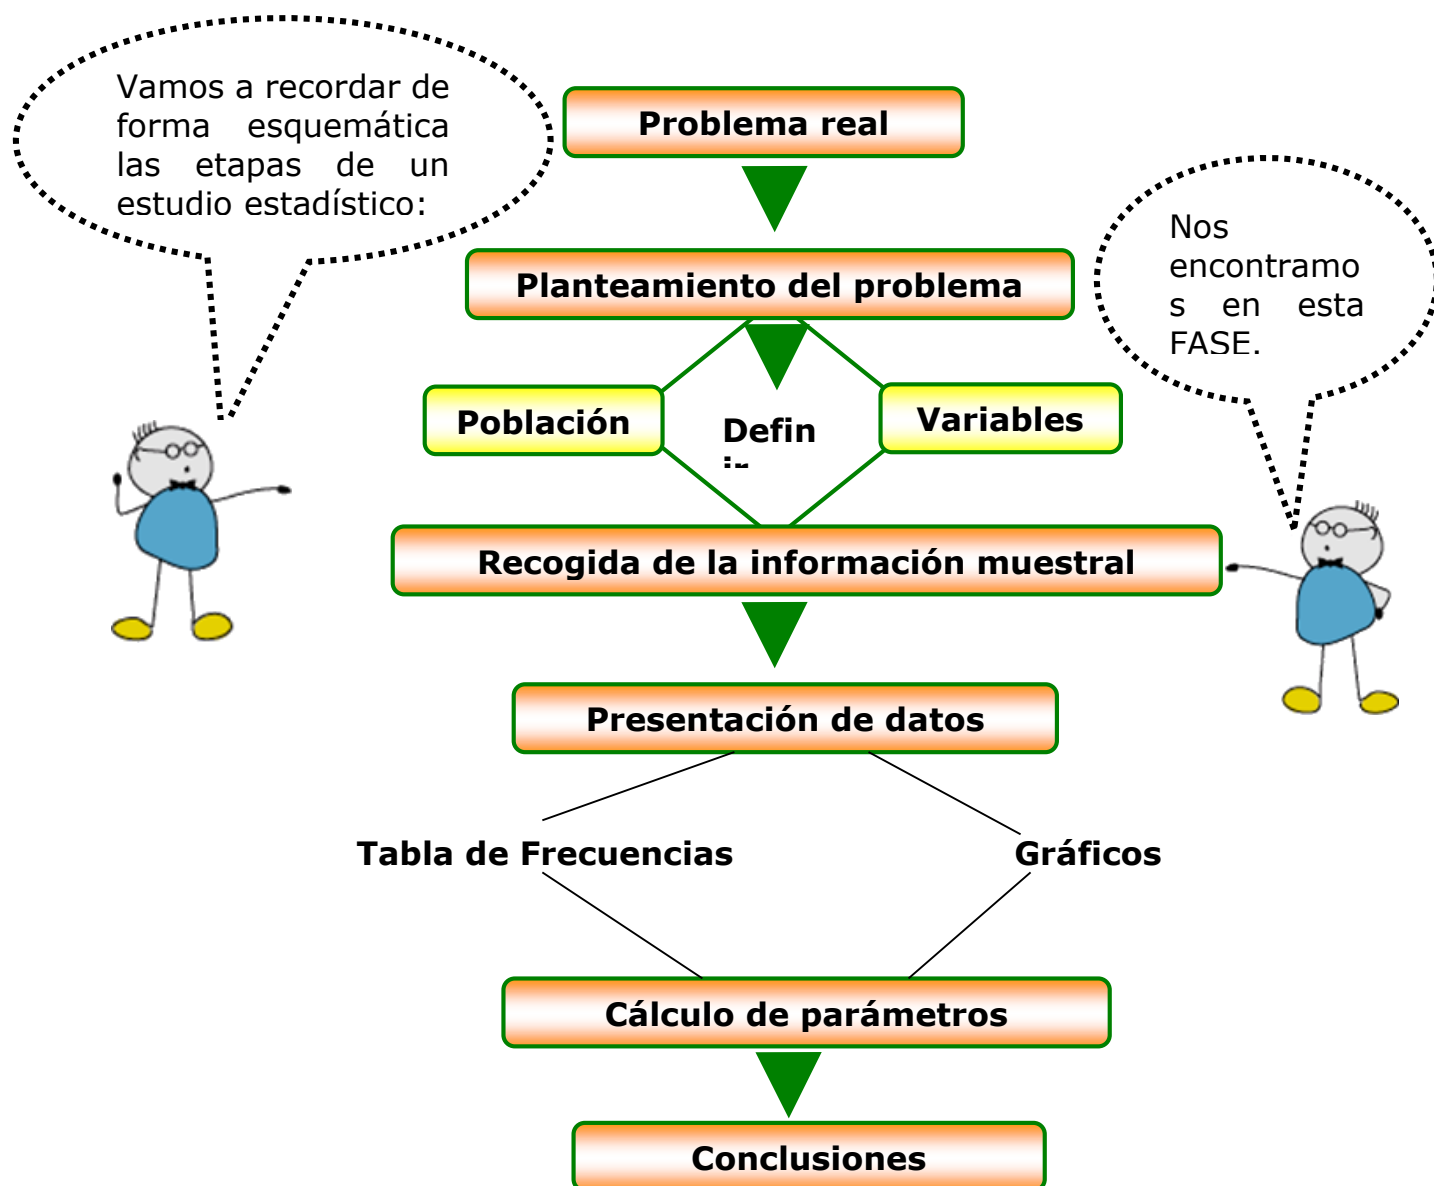 Vamos a recordar de
forma esquemática
las etapas de un
estudio estadístico:
Problema real
Nos
encontramo
s en esta
FASE.
Planteamiento del problema
Población
Defin
ir
Variables
Recogida de la información muestral
Presentación de datos
Tabla de Frecuencias
Gráficos
Cálculo de parámetros
Conclusiones